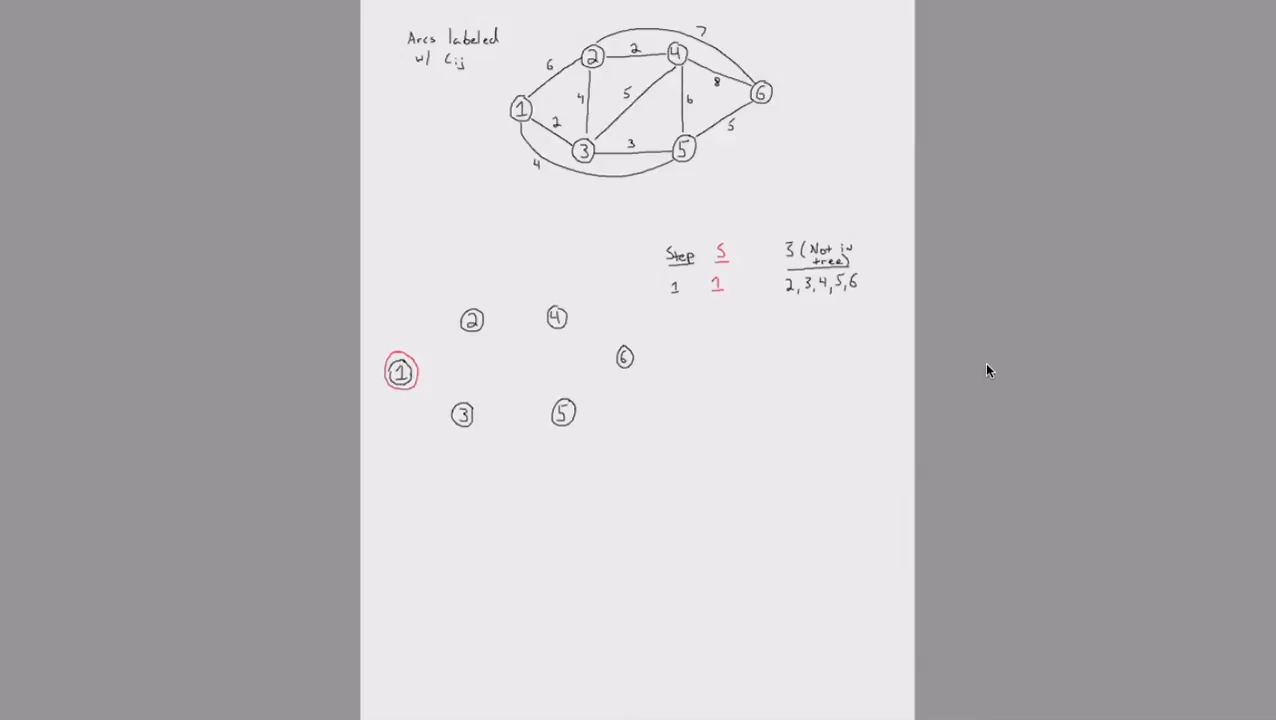 Arcs labeled
w/ Cij
7
2 2 4
6
8 6
4 5 6
1
2
5
3 3 5
4
Step S 3 (Not in
tree)
1 1 2, 3, 4, 5, 6
2 4
6
1
3 5